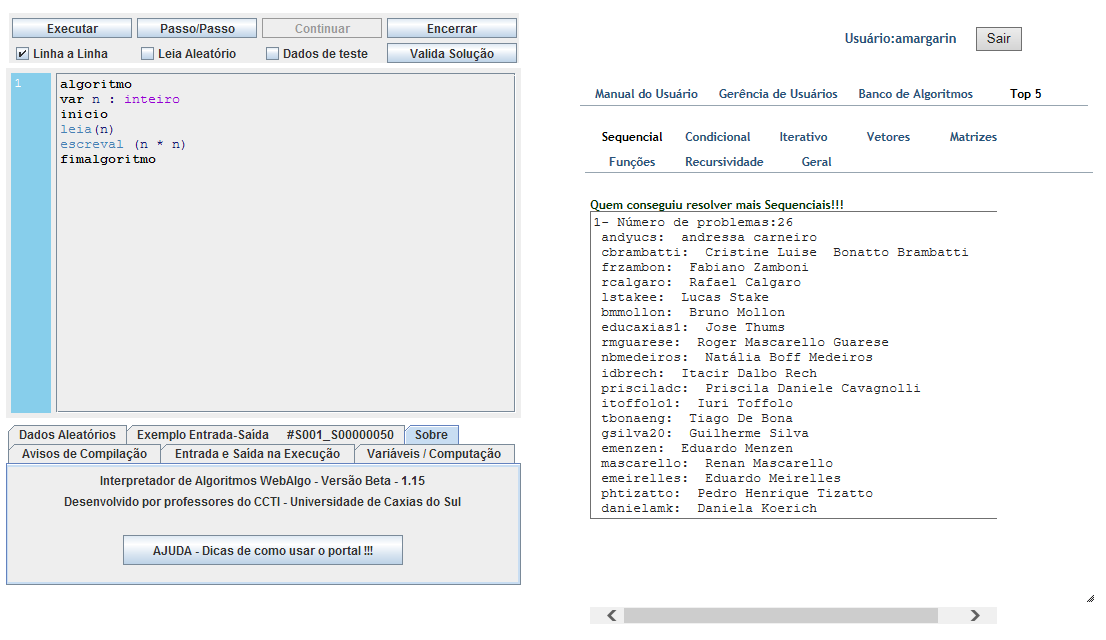 Executar Passo/Passo Continuar Encerrar
Linha a Linha Leia Aleatório Dados de teste Valida Solução
1
algoritmo
var n : inteiro
inicio
leia(n)
escreval (n * n)
fimalgoritmo
Dados Aleatórios Exemplo Entrada-Saída #S001_S00000050 Sobre
Avisos de Compilação Entrada e Saída na Execução Variáveis / Computação
Interpretador de Algoritmos WebAlgo - Versão Beta - 1.15
Desenvolvido por professores do CCTI - Universidade de Caxias do Sul
AJUDA - Dicas de como usar o portal !!!
Usuário:amargarin Sair
Manual do Usuário Gerência de Usuários Banco de Algoritmos Top 5
Sequencial Condicional Iterativo Vetores Matrizes
Funções Recursividade Geral
Quem conseguiu resolver mais Sequenciais!!!
1- Número de problemas:26
andyucs: andressa carneiro
cbrambatti: Cristine Luise Bonatto Brambatti
frzambon: Fabiano Zamboni
rcalgaro: Rafael Calgaro
lstakee: Lucas Stake
bmmollon: Bruno Mollon
educaxias1: Jose Thums
rmguarese: Roger Mascarello Guarese
nbmedeiros: Natália Boff Medeiros
idbrech: Itacir Dalbo Rech
prisciladc: Priscila Daniele Cavagnolli
itoffolo1: Iuri Toffolo
tbonaeng: Tiago De Bona
gsilva20: Guilherme Silva
emenzen: Eduardo Menzen
mascarello: Renan Mascarello
emeirelles: Eduardo Meirelles
phtizatto: Pedro Henrique Tizatto
danielamk: Daniela Koerich